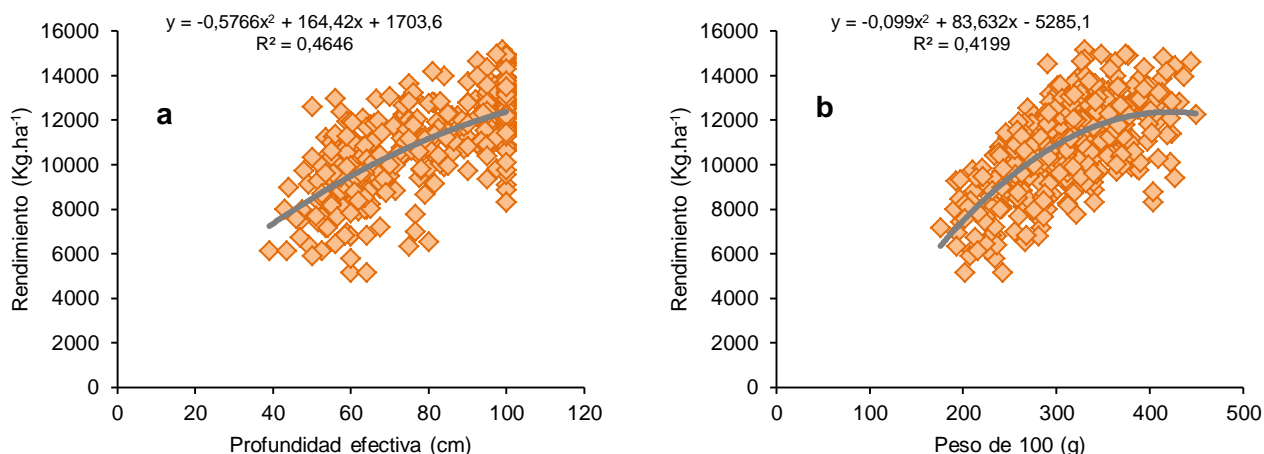 y = -0,5766x² + 164,42x + 1703,6
R² = 0,4646
a
Rendimiento (Kg.ha⁻¹)
16000
14000
12000
10000
8000
6000
4000
2000
0
0 20 40 60 80 100 120
Profundidad efectiva (cm)
y = -0,099x² + 83,632x - 5285,1
R² = 0,4199
b
Rendimiento (Kg.ha⁻¹)
16000
14000
12000
10000
8000
6000
4000
2000
0
0 100 200 300 400 500
Peso de 100 (g)